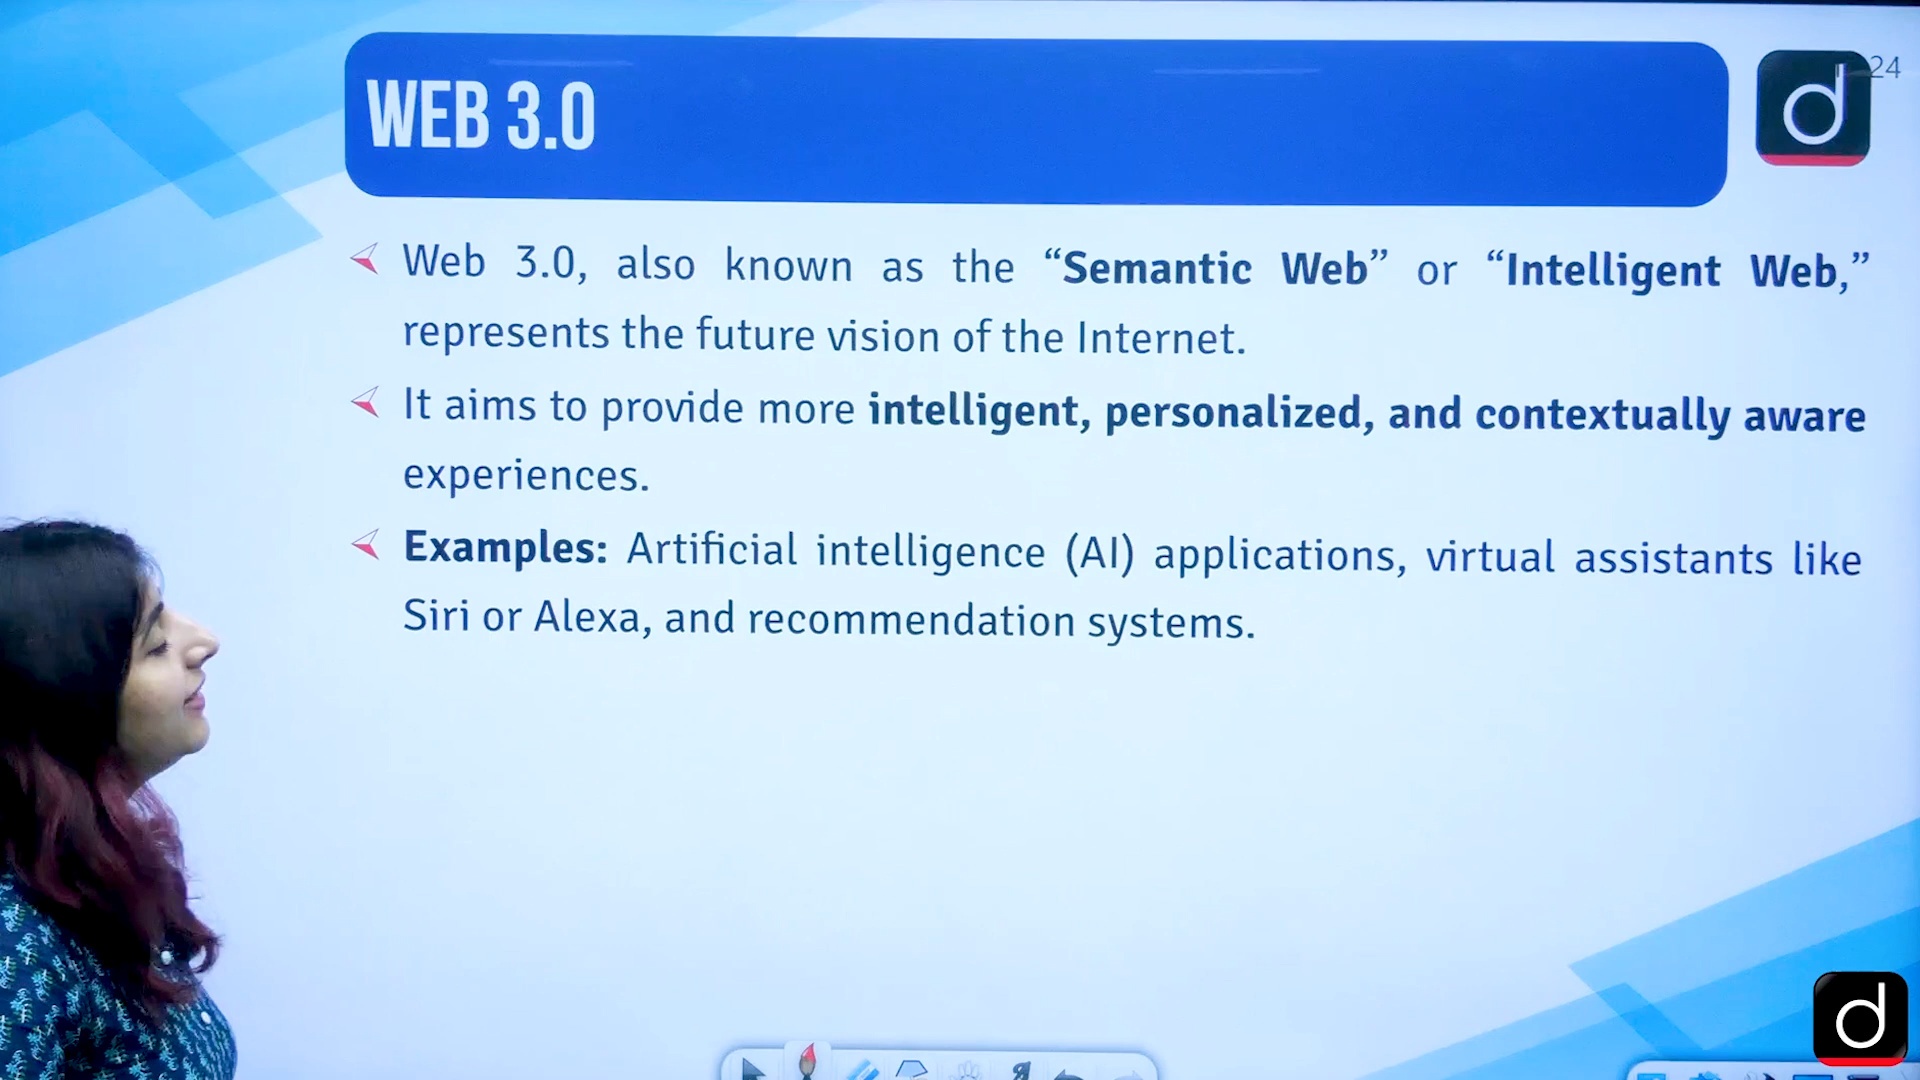 WEB 3.0
24
Web 3.0, also known as the “Semantic Web” or “Intelligent Web,”
represents the future vision of the Internet.
It aims to provide more intelligent, personalized, and contextually aware
experiences.
Examples: Artificial intelligence (AI) applications, virtual assistants like
Siri or Alexa, and recommendation systems.
d
d